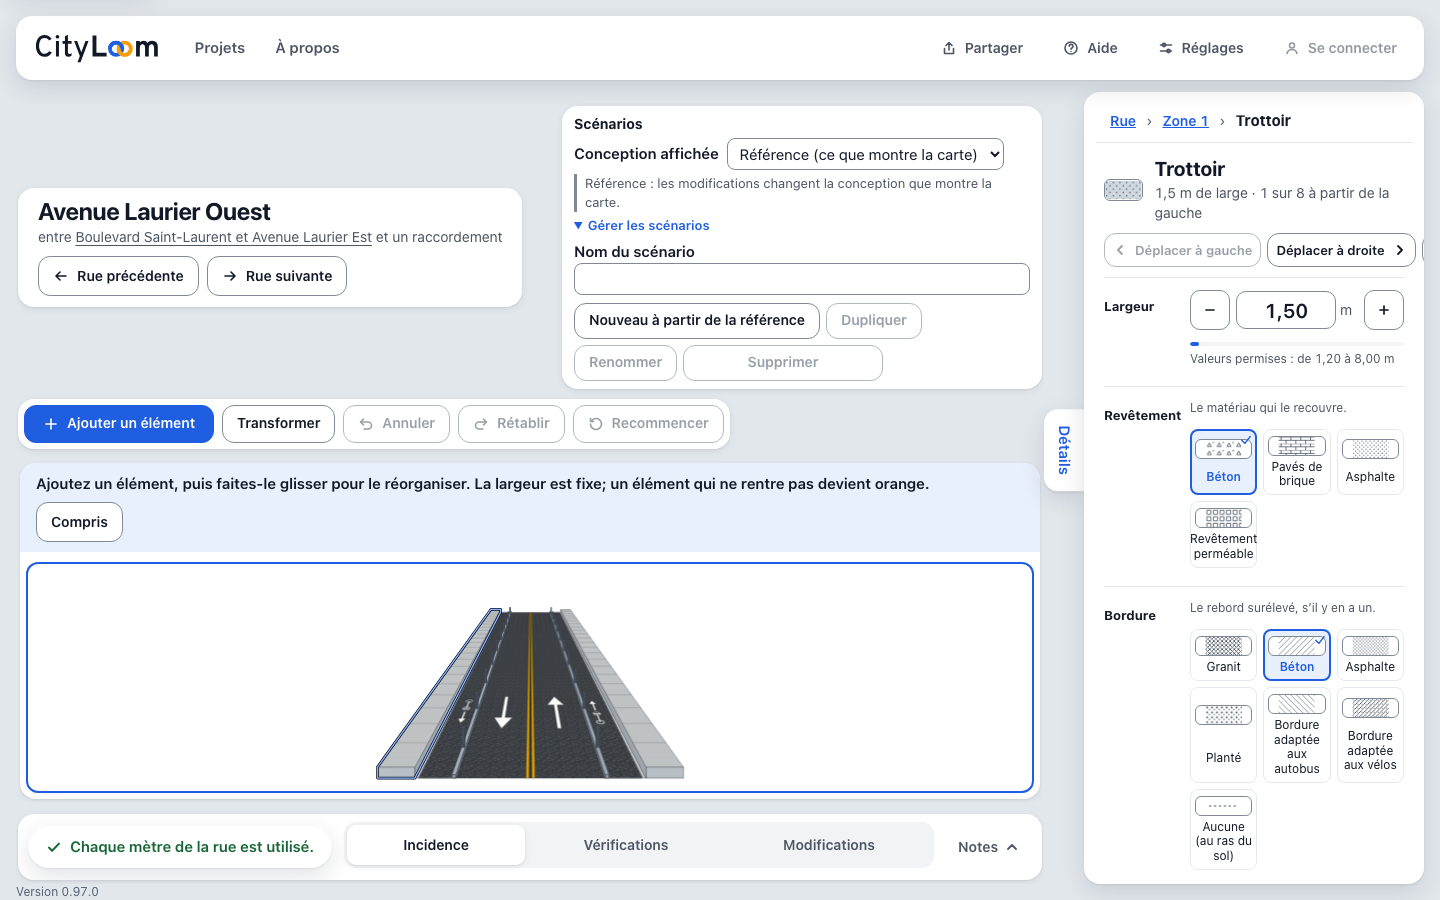 CityLoom
Projets
À propos
Partager
Aide
Réglages
Se connecter
Avenue Laurier Ouest
entre Boulevard Saint-Laurent et Avenue Laurier Est et un raccordement
Rue précédente
Rue suivante
Scénarios
Conception affichée
Référence (ce que montre la carte)
Référence : les modifications changent la conception que montre la
carte.
Gérer les scénarios
Nom du scénario
Nouveau à partir de la référence
Dupliquer
Renommer
Supprimer
Ajouter un élément
Transformer
Annuler
Rétablir
Recommencer
Ajoutez un élément, puis faites-le glisser pour le réorganiser. La largeur est fixe; un élément qui ne rentre pas devient orange.
Compris
Chaque mètre de la rue est utilisé.
Incidence
Vérifications
Modifications
Notes
Version 0.97.0
Détails
Rue › Zone 1 › Trottoir
Trottoir
1,5 m de large · 1 sur 8 à partir de la
gauche
Déplacer à gauche
Déplacer à droite
Largeur
−
1,50
m
+
Valeurs permises : de 1,20 à 8,00 m
Revêtement
Le matériau qui le recouvre.
Béton
Pavés de
brique
Asphalte
Revêtement
perméable
Bordure
Le rebord surélevé, s’il y en a un.
Granit
Béton
Asphalte
Planté
Bordure
adaptée
aux
autobus
Bordure
adaptée
aux vélos
Aucune
(au ras du
sol)